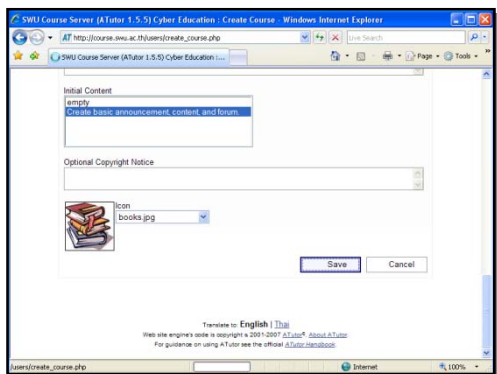 SWU Course Server (ATutor 1.5.5) Cyber Education : Create Course - Windows Internet Explorer
http://course.swu.ac.th/users/create_course.php
Live Search
SWU Course Server (ATutor 1.5.5) Cyber Education : ...
Page
Tools
Initial Content
empty
Create basic announcement, content, and forum.
Optional Copyright Notice
Icon
books.jpg
Save
Cancel
Translate to: English | Thai
Web site engine's code is copyright © 2001-2007 ATutor®. About ATutor.
For guidance on using ATutor see the official ATutor Handbook.
/users/create_course.php
Internet
100%